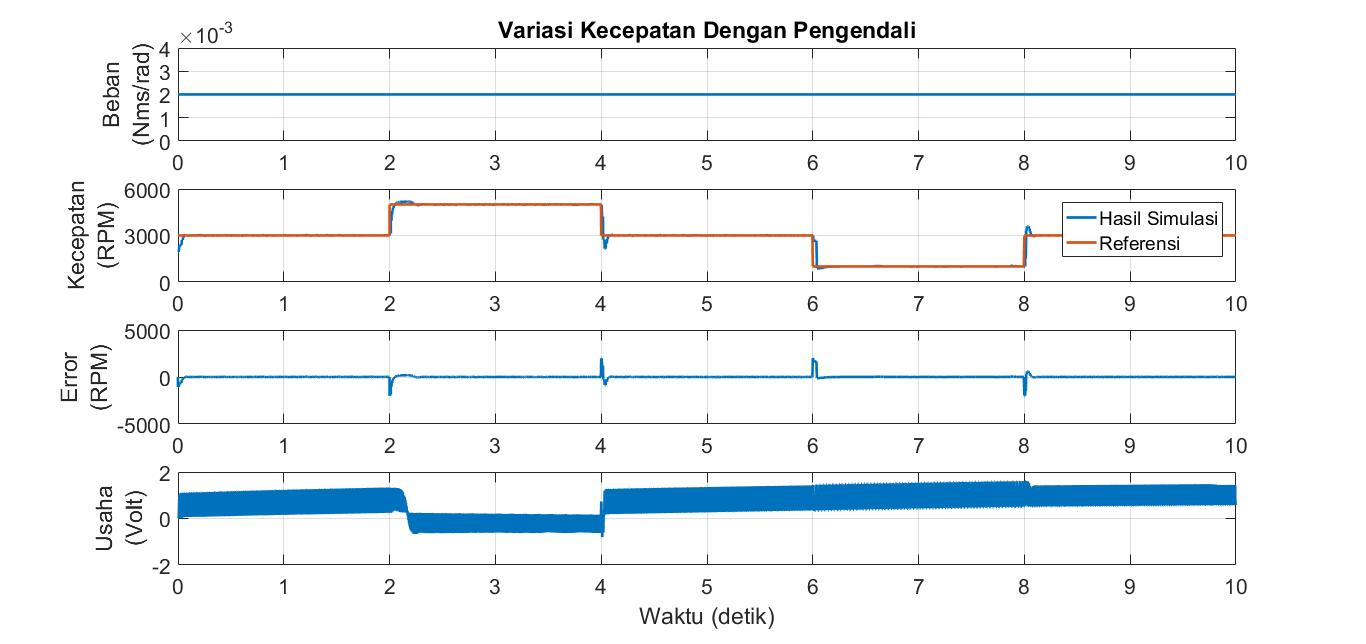 Variasi Kecepatan Dengan Pengendali
×10⁻³
Beban
(Nms/rad)
4
3
2
1
0
0 1 2 3 4 5 6 7 8 9 10
Kecepatan
(RPM)
6000
3000
0
Hasil Simulasi
Referensi
0 1 2 3 4 5 6 7 8 9 10
Error
(RPM)
5000
0
-5000
0 1 2 3 4 5 6 7 8 9 10
Usaha
(Volt)
2
0
-2
0 1 2 3 4 5 6 7 8 9 10
Waktu (detik)